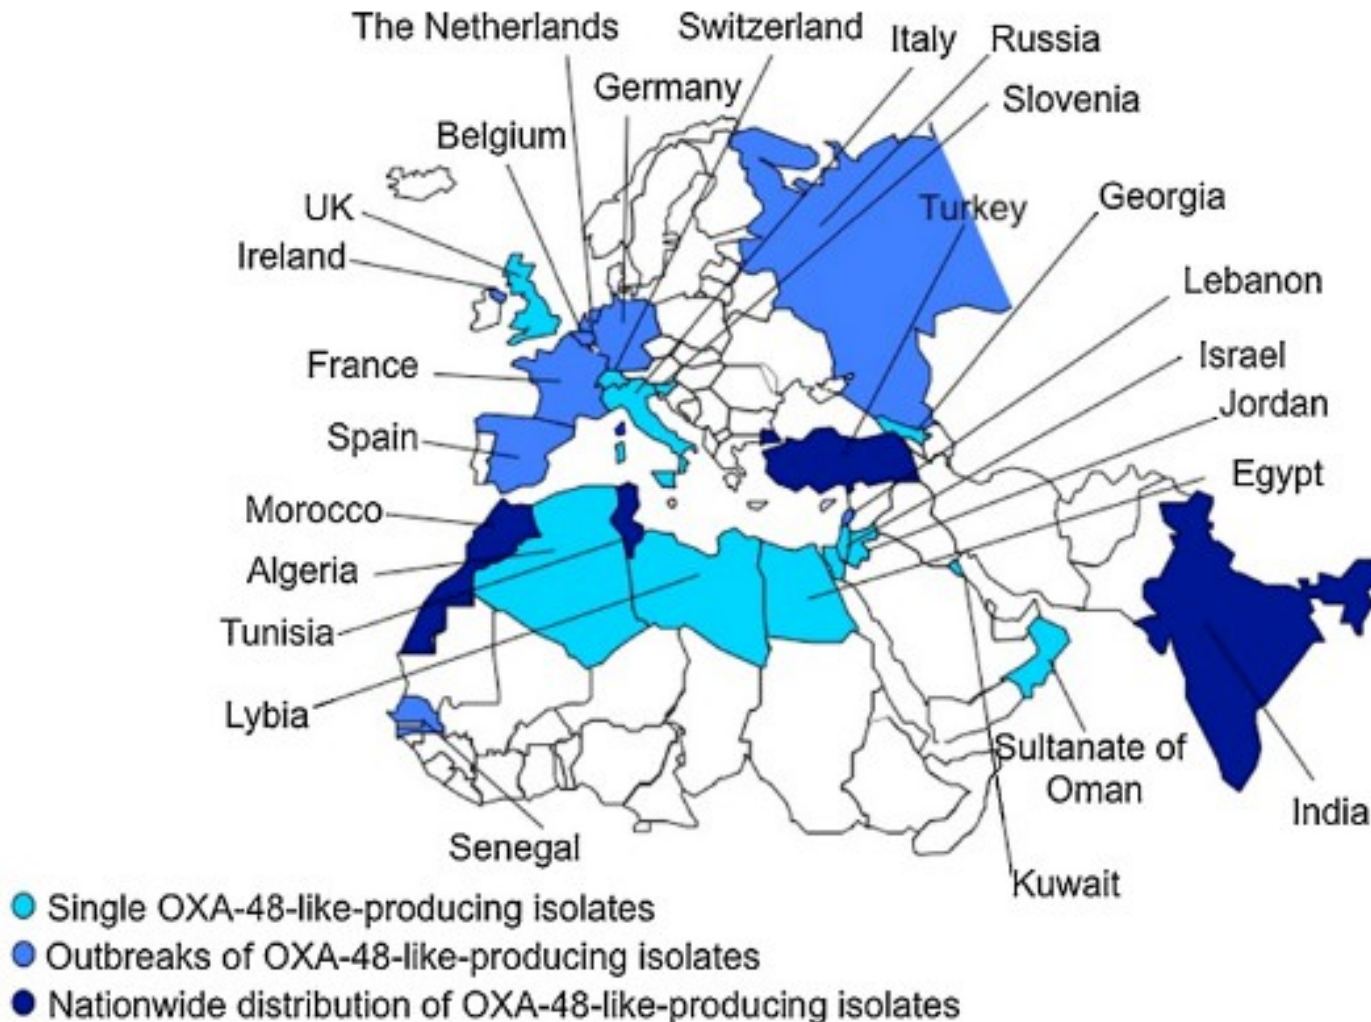 The Netherlands
Switzerland
Italy
Russia
Germany
Slovenia
Belgium
UK
Turkey
Georgia
Ireland
Lebanon
France
Israel
Jordan
Spain
Egypt
Morocco
Algeria
Tunisia
Lybia
Sultanate of
Oman
India
Senegal
Kuwait
Single OXA-48-like-producing isolates
Outbreaks of OXA-48-like-producing isolates
Nationwide distribution of OXA-48-like-producing isolates